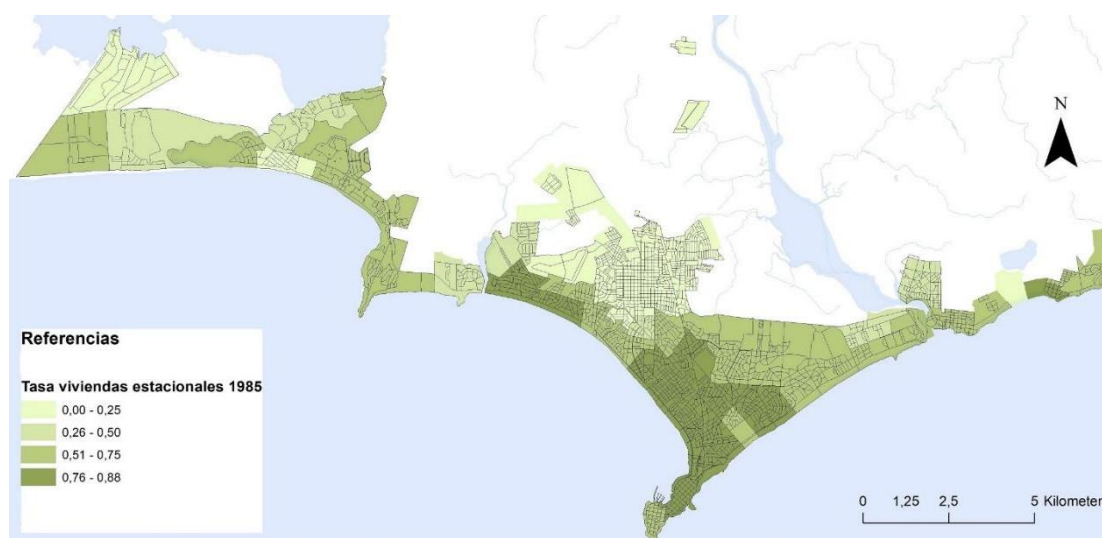 N
Referencias
Tasa viviendas estacionales 1985
0,00 - 0,25
0,26 - 0,50
0,51 - 0,75
0,76 - 0,88
0 1,25 2,5 5 Kilometer